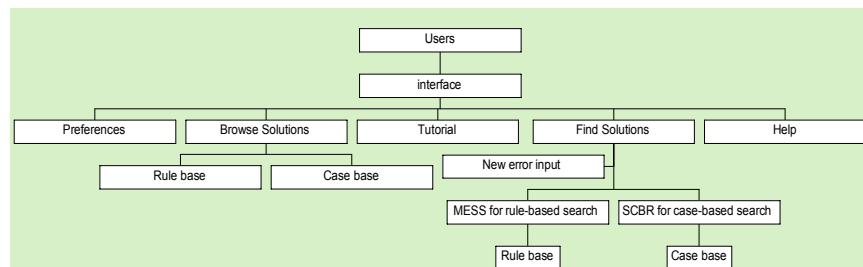 Users
interface
Preferences
Browse Solutions
Tutorial
Find Solutions
Help
Rule base
Case base
New error input
MESS for rule-based search
SCBR for case-based search
Rule base
Case base